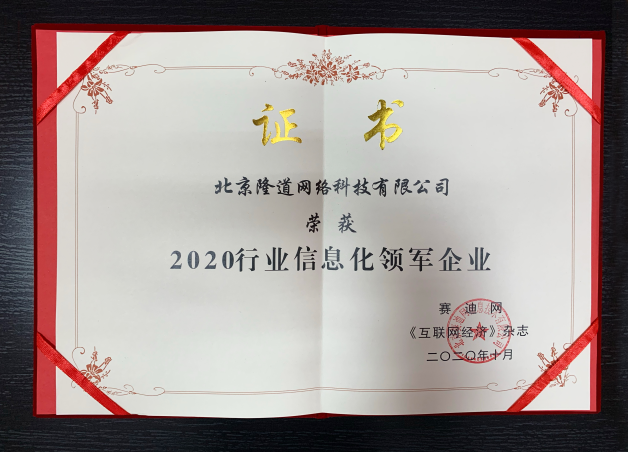 证书
北京隆道网络科技有限公司
荣获
2020行业信息化领军企业
赛迪网
《互联网经济》杂志
二〇二〇年十月